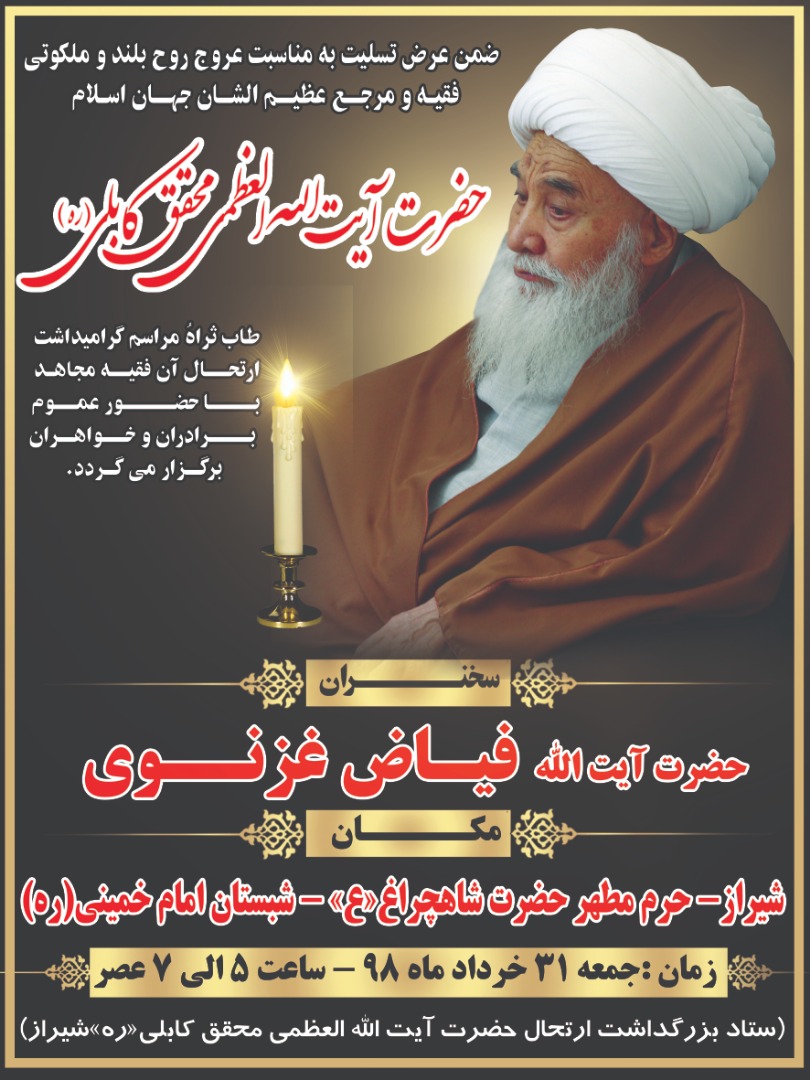 ضمن عرض تسلیت به مناسبت عروج روح بلند و ملکوتی
فقیه و مرجع عظیم الشان جهان اسلام
حضرت آیت الله العظمی محقق کابلی (ره)
طاب ثراهُ مراسم گرامیداشت
ارتحال آن فقیه مجاهد
با حضور عموم
برادران و خواهران
برگزار می گردد.
سخنران
حضرت آیت الله فیاض غزنوی
مکان
شیراز - حرم مطهر حضرت شاهچراغ«ع» - شبستان امام خمینی(ره)
زمان :جمعه ۳۱ خرداد ماه ۹۸ - ساعت ۵ الی ۷ عصر
(ستاد بزرگداشت ارتحال حضرت آیت الله العظمی محقق کابلی«ره»شیراز)